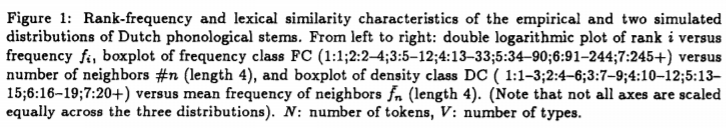 Figure 1: Rank-frequency and lexical similarity characteristics of the empirical and two simulated
distributions of Dutch phonological stems. From left to right: double logarithmic plot of rank i versus
frequency fᵢ, boxplot of frequency class FC (1:1;2:2–4;3:5–12;4:13–33;5:34–90;6:91–244;7:245+) versus
number of neighbors #n (length 4), and boxplot of density class DC ( 1:1–3;2:4–6;3:7–9;4:10–12;5:13–
15;6:16–19;7:20+) versus mean frequency of neighbors f̄ₙ (length 4). (Note that not all axes are scaled
equally across the three distributions). N: number of tokens, V: number of types.